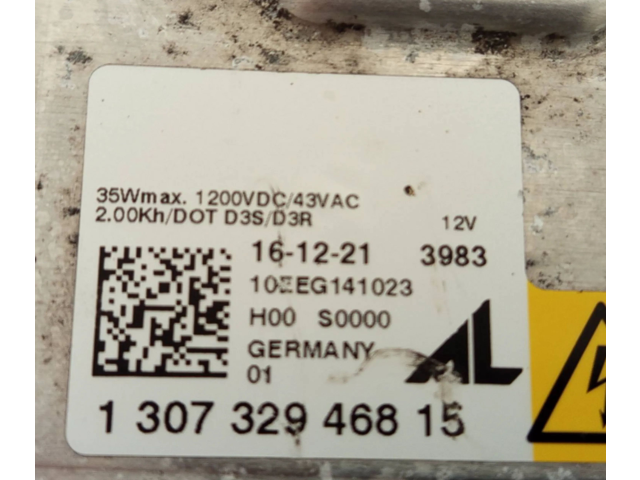 35Wmax. 1200VDC/43VAC
2.00Kh/DOT D3S/D3R 12V
16-12-21 3983
H00 S0000
GERMANY
01
AL
1 307 329 468 15